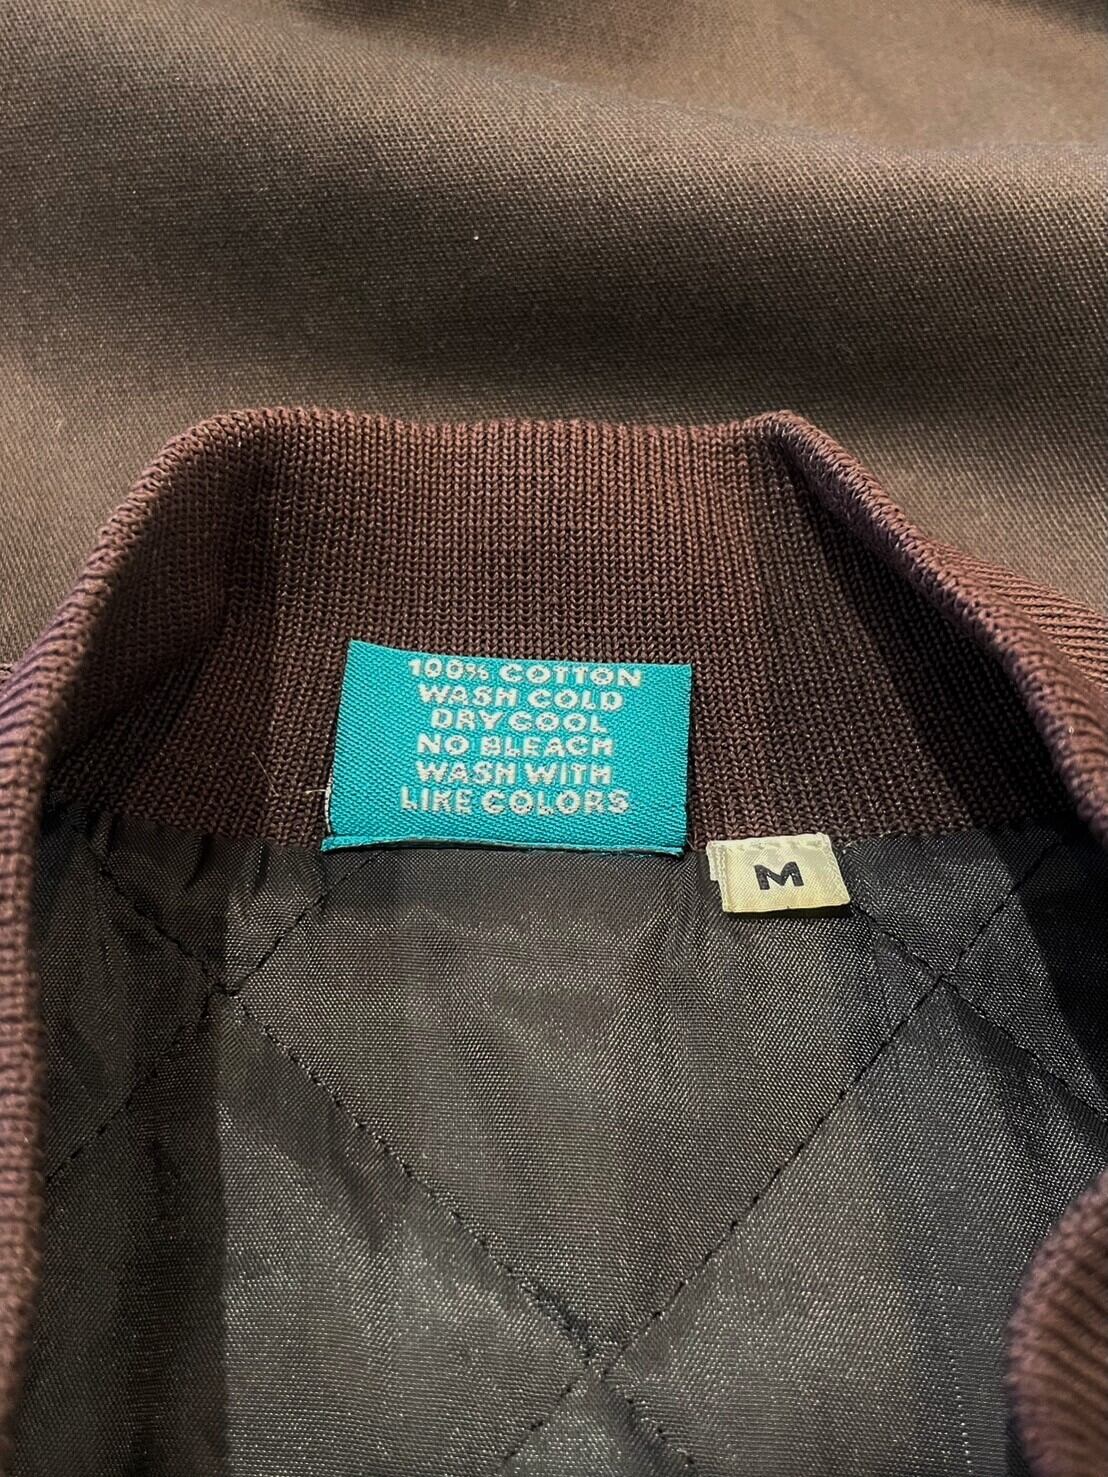 100% COTTON
WASH COLD
DRY COOL
NO BLEACH
WASH WITH
LIKE COLORS
M